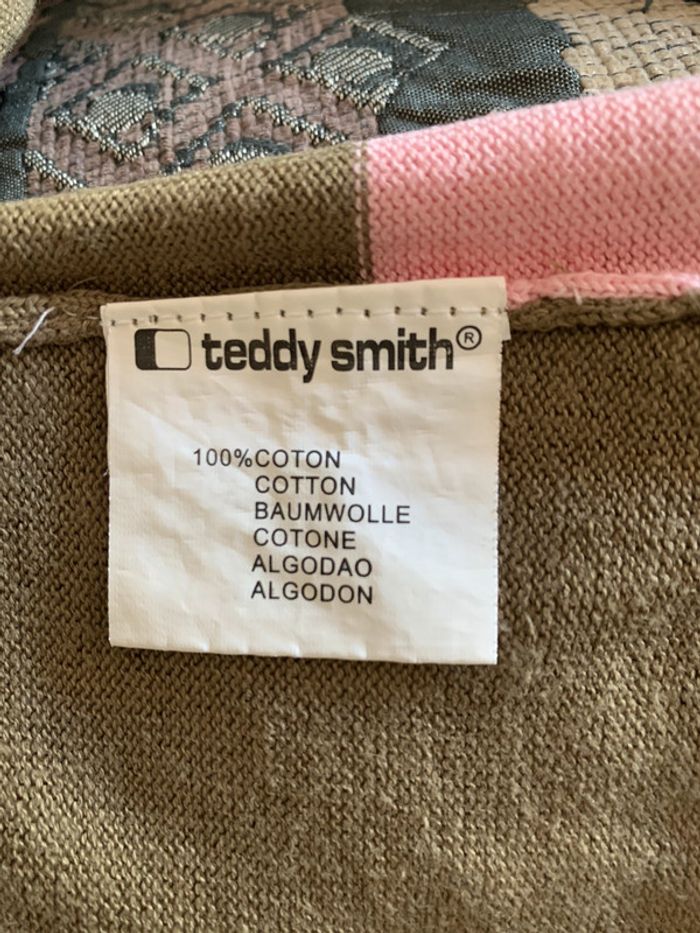 teddy smith®
100%COTON
COTTON
BAUMWOLLE
COTONE
ALGODAO
ALGODON